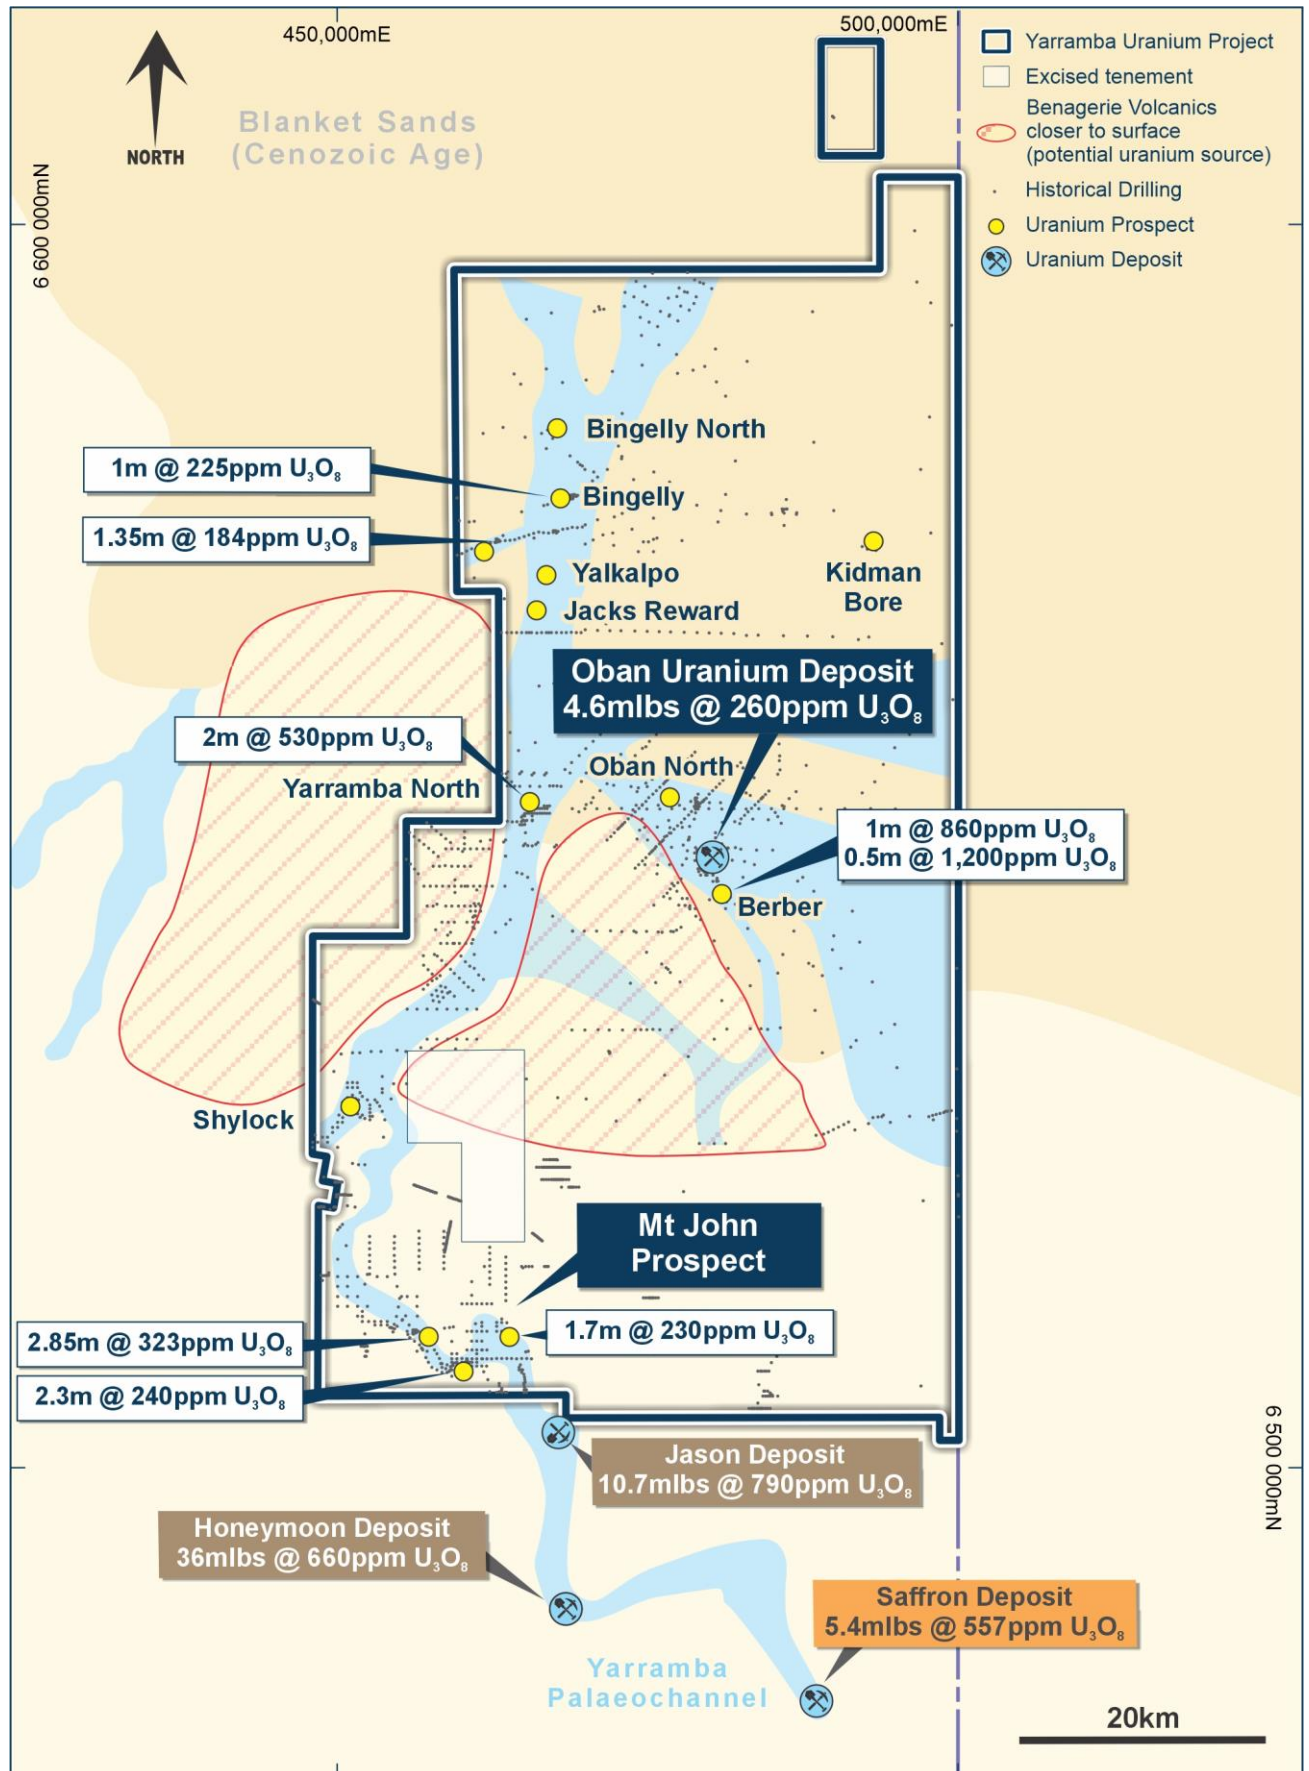 450,000mE
500,000mE
Yarramba Uranium Project
Excised tenement
Benagerie Volcanics
closer to surface
(potential uranium source)
Historical Drilling
Uranium Prospect
Uranium Deposit
NORTH
Blanket Sands
(Cenozoic Age)
6 600 000mN
Bingelly North
1m @ 225ppm U₃O₈
Bingelly
1.35m @ 184ppm U₃O₈
Yalkalpo
Kidman
Bore
Jacks Reward
Oban Uranium Deposit
4.6mlbs @ 260ppm U₃O₈
2m @ 530ppm U₃O₈
Oban North
Yarramba North
1m @ 860ppm U₃O₈
0.5m @ 1,200ppm U₃O₈
Berber
Shylock
Mt John
Prospect
2.85m @ 323ppm U₃O₈
1.7m @ 230ppm U₃O₈
2.3m @ 240ppm U₃O₈
6 500 000mN
Jason Deposit
10.7mlbs @ 790ppm U₃O₈
Honeymoon Deposit
36mlbs @ 660ppm U₃O₈
Saffron Deposit
5.4mlbs @ 557ppm U₃O₈
Yarramba
Palaeochannel
20km